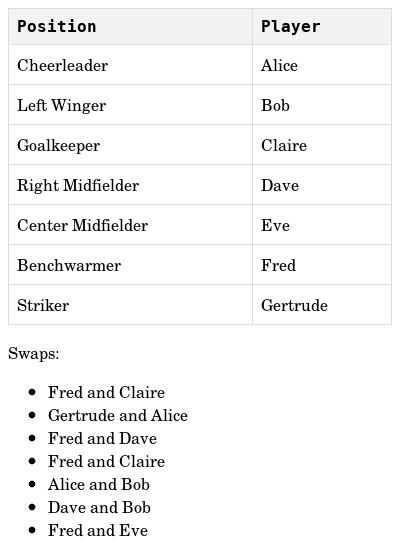 Position Player
Cheerleader Alice
Left Winger Bob
Goalkeeper Claire
Right Midfielder Dave
Center Midfielder Eve
Benchwarmer Fred
Striker Gertrude
Swaps:
Fred and Claire
Gertrude and Alice
Fred and Dave
Fred and Claire
Alice and Bob
Dave and Bob
Fred and Eve